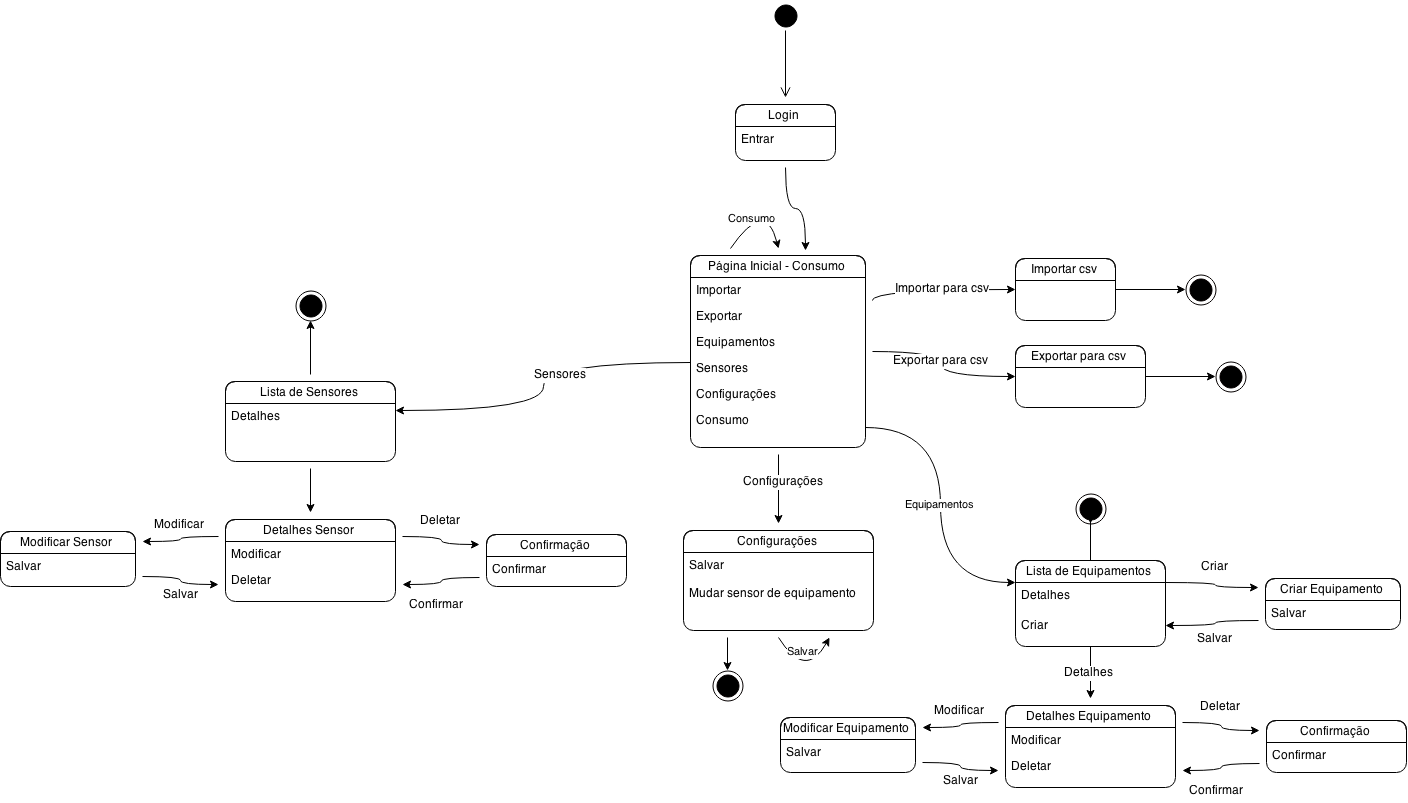 Login
Entrar
Consumo
Página Inicial - Consumo
Importar
Exportar
Equipamentos
Sensores
Configurações
Consumo
Importar para csv
Importar csv
Exportar para csv
Exportar para csv
Sensores
Lista de Sensores
Detalhes
Detalhes Sensor
Modificar
Deletar
Modificar
Modificar Sensor
Salvar
Salvar
Deletar
Confirmação
Confirmar
Confirmar
Configurações
Configurações
Salvar
Mudar sensor de equipamento
Salvar
Equipamentos
Lista de Equipamentos
Detalhes
Criar
Criar
Criar Equipamento
Salvar
Salvar
Detalhes
Detalhes Equipamento
Modificar
Deletar
Modificar
Modificar Equipamento
Salvar
Salvar
Deletar
Confirmação
Confirmar
Confirmar